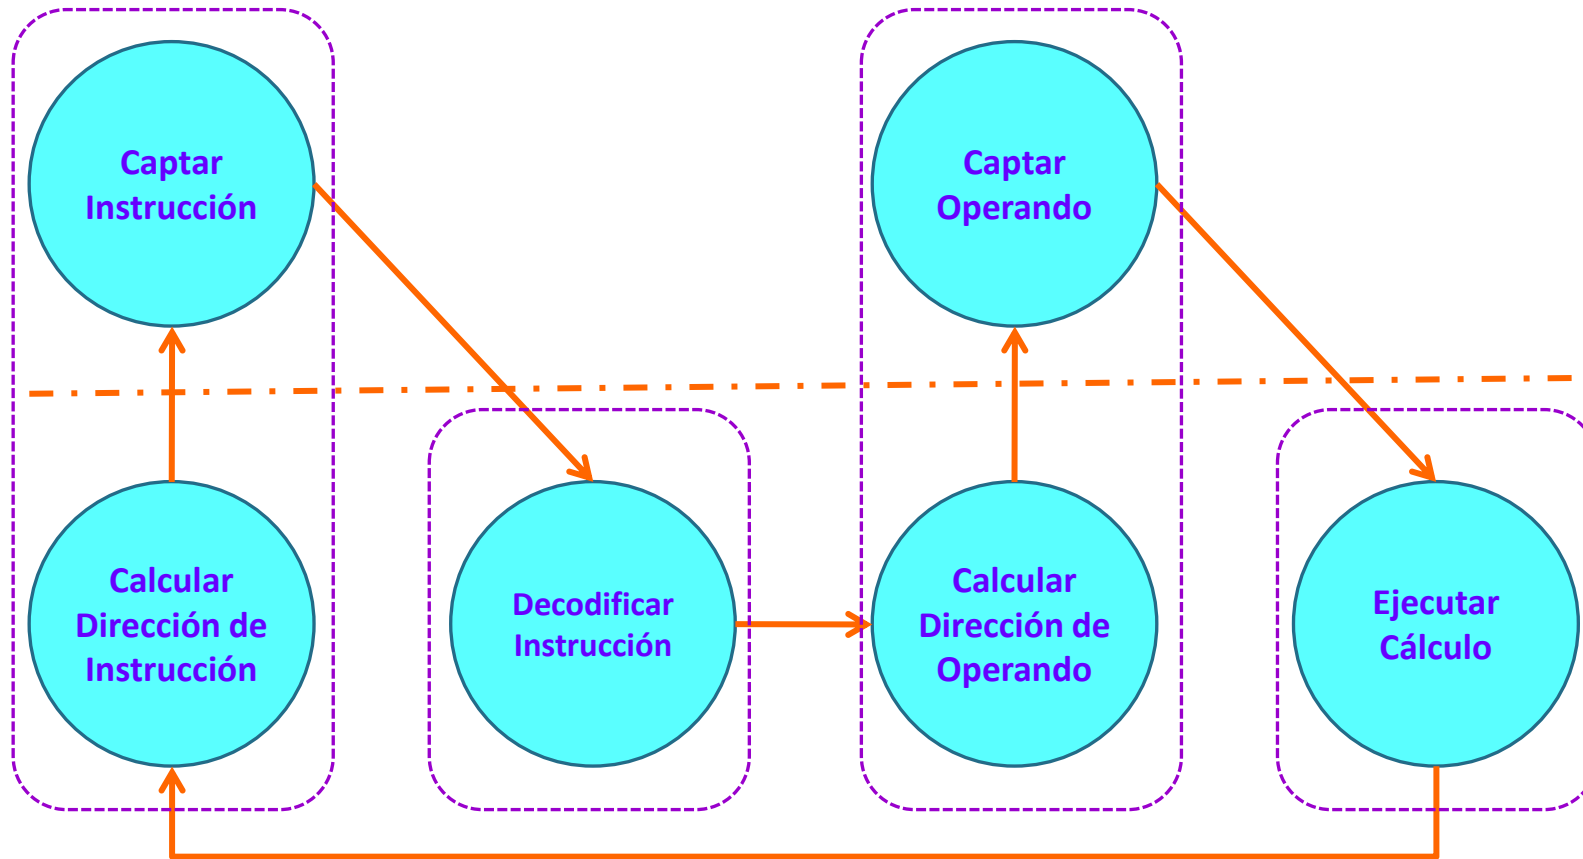 Captar
Instrucción
Captar
Operando
Calcular
Dirección de
Instrucción
Decodificar
Instrucción
Calcular
Dirección de
Operando
Ejecutar
Cálculo